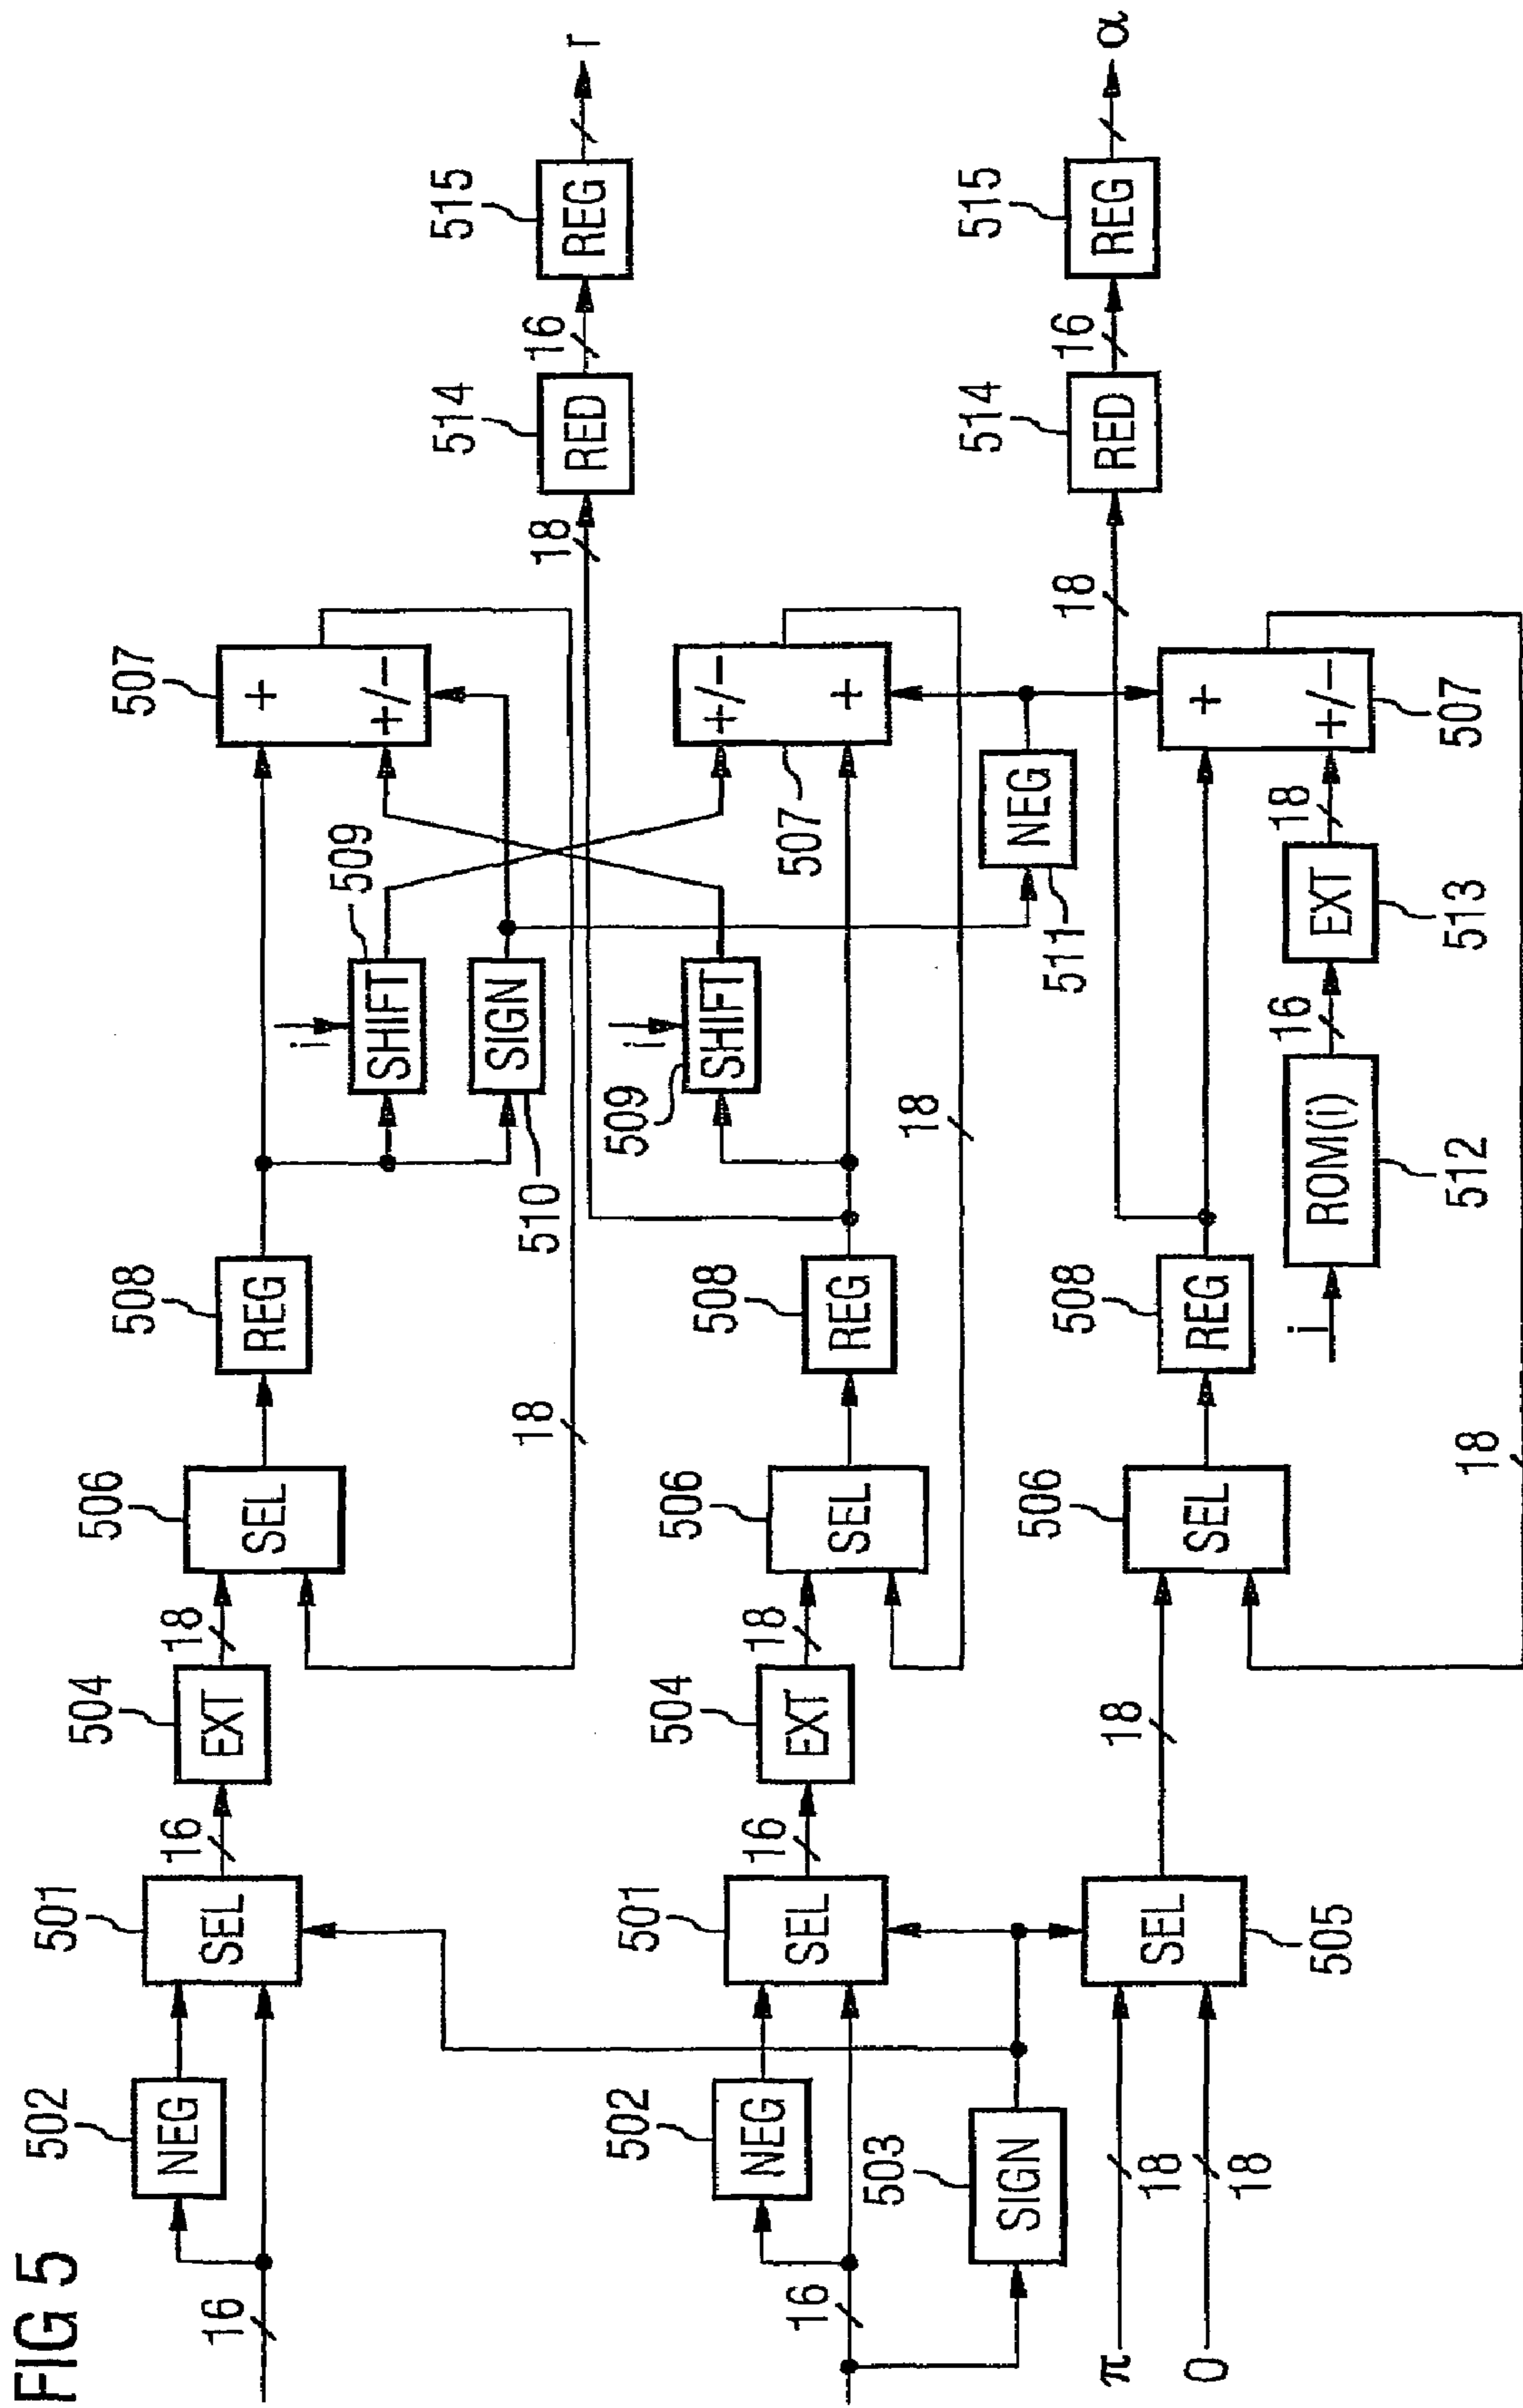 FIG 5
16
502
NEG
501
SEL
16
504
EXT
18
506
SEL
508
REG
i
509
SHIFT
510
SIGN
507
+
+/−
18
16
502
NEG
501
SEL
16
504
EXT
18
506
SEL
508
REG
i
509
SHIFT
507
+/−
+
18
18
514
RED
16
515
REG
r
503
SIGN
511
NEG
π
18
0
18
505
SEL
18
506
SEL
508
REG
i
ROM(i)
512
16
EXT
513
18
507
+
+/−
18
18
514
RED
16
515
REG
α